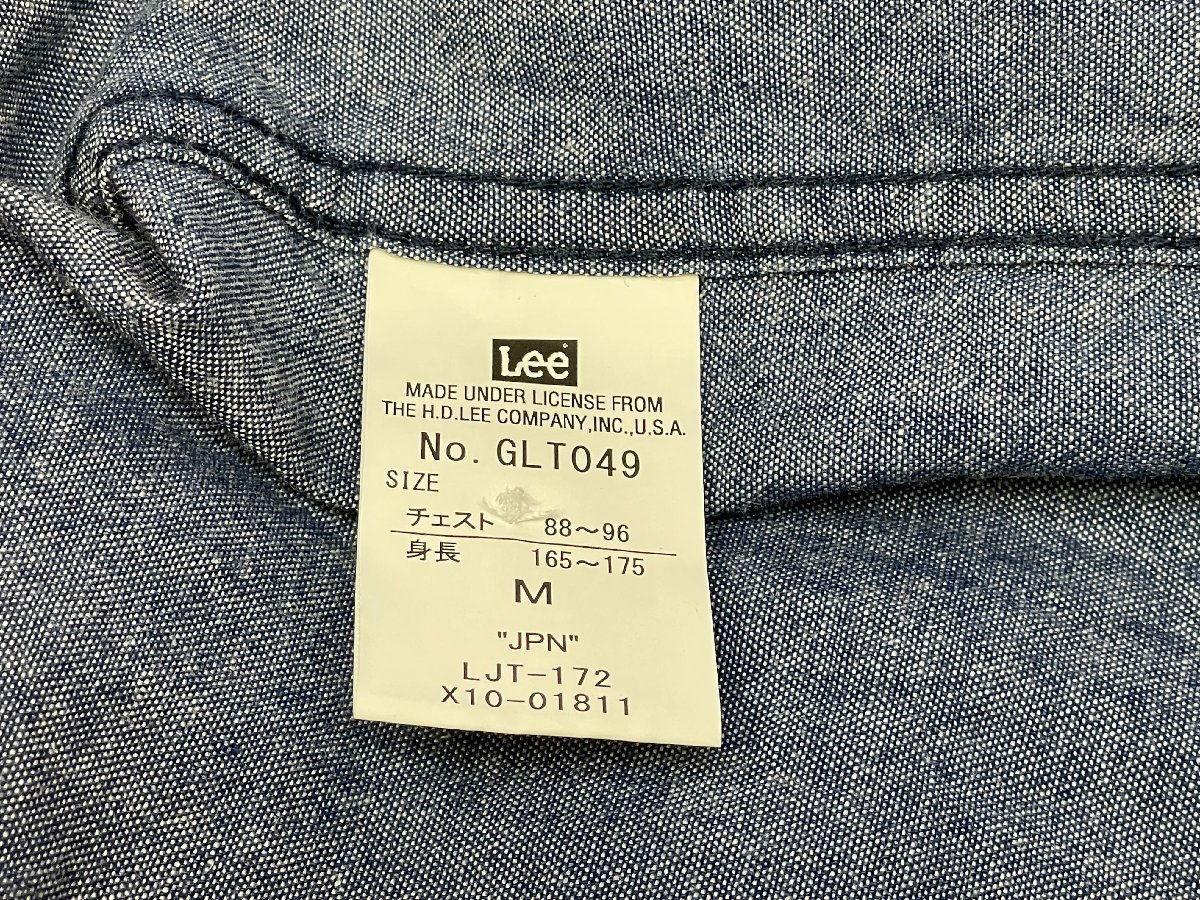 Lee
MADE UNDER LICENSE FROM
THE H.D.LEE COMPANY,INC.,U.S.A.
No. GLT049
SIZE
チェスト 88～96
身長 165～175
M
"JPN"
LJT-172
X10-01811